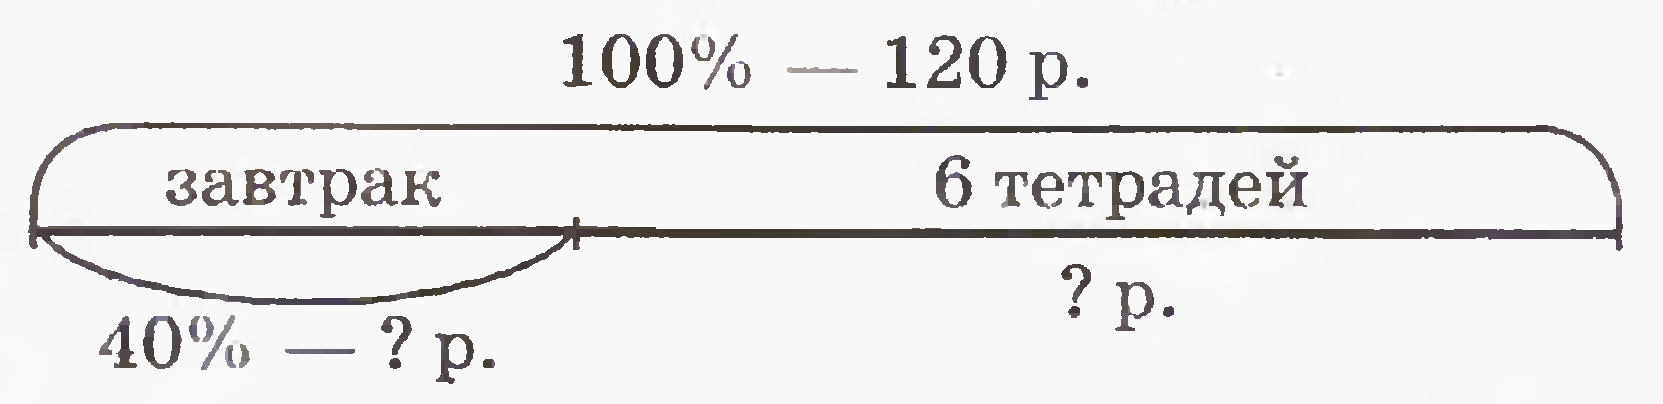 100% — 120 р.
завтрак 6 тетрадей
? р.
40% — ? р.